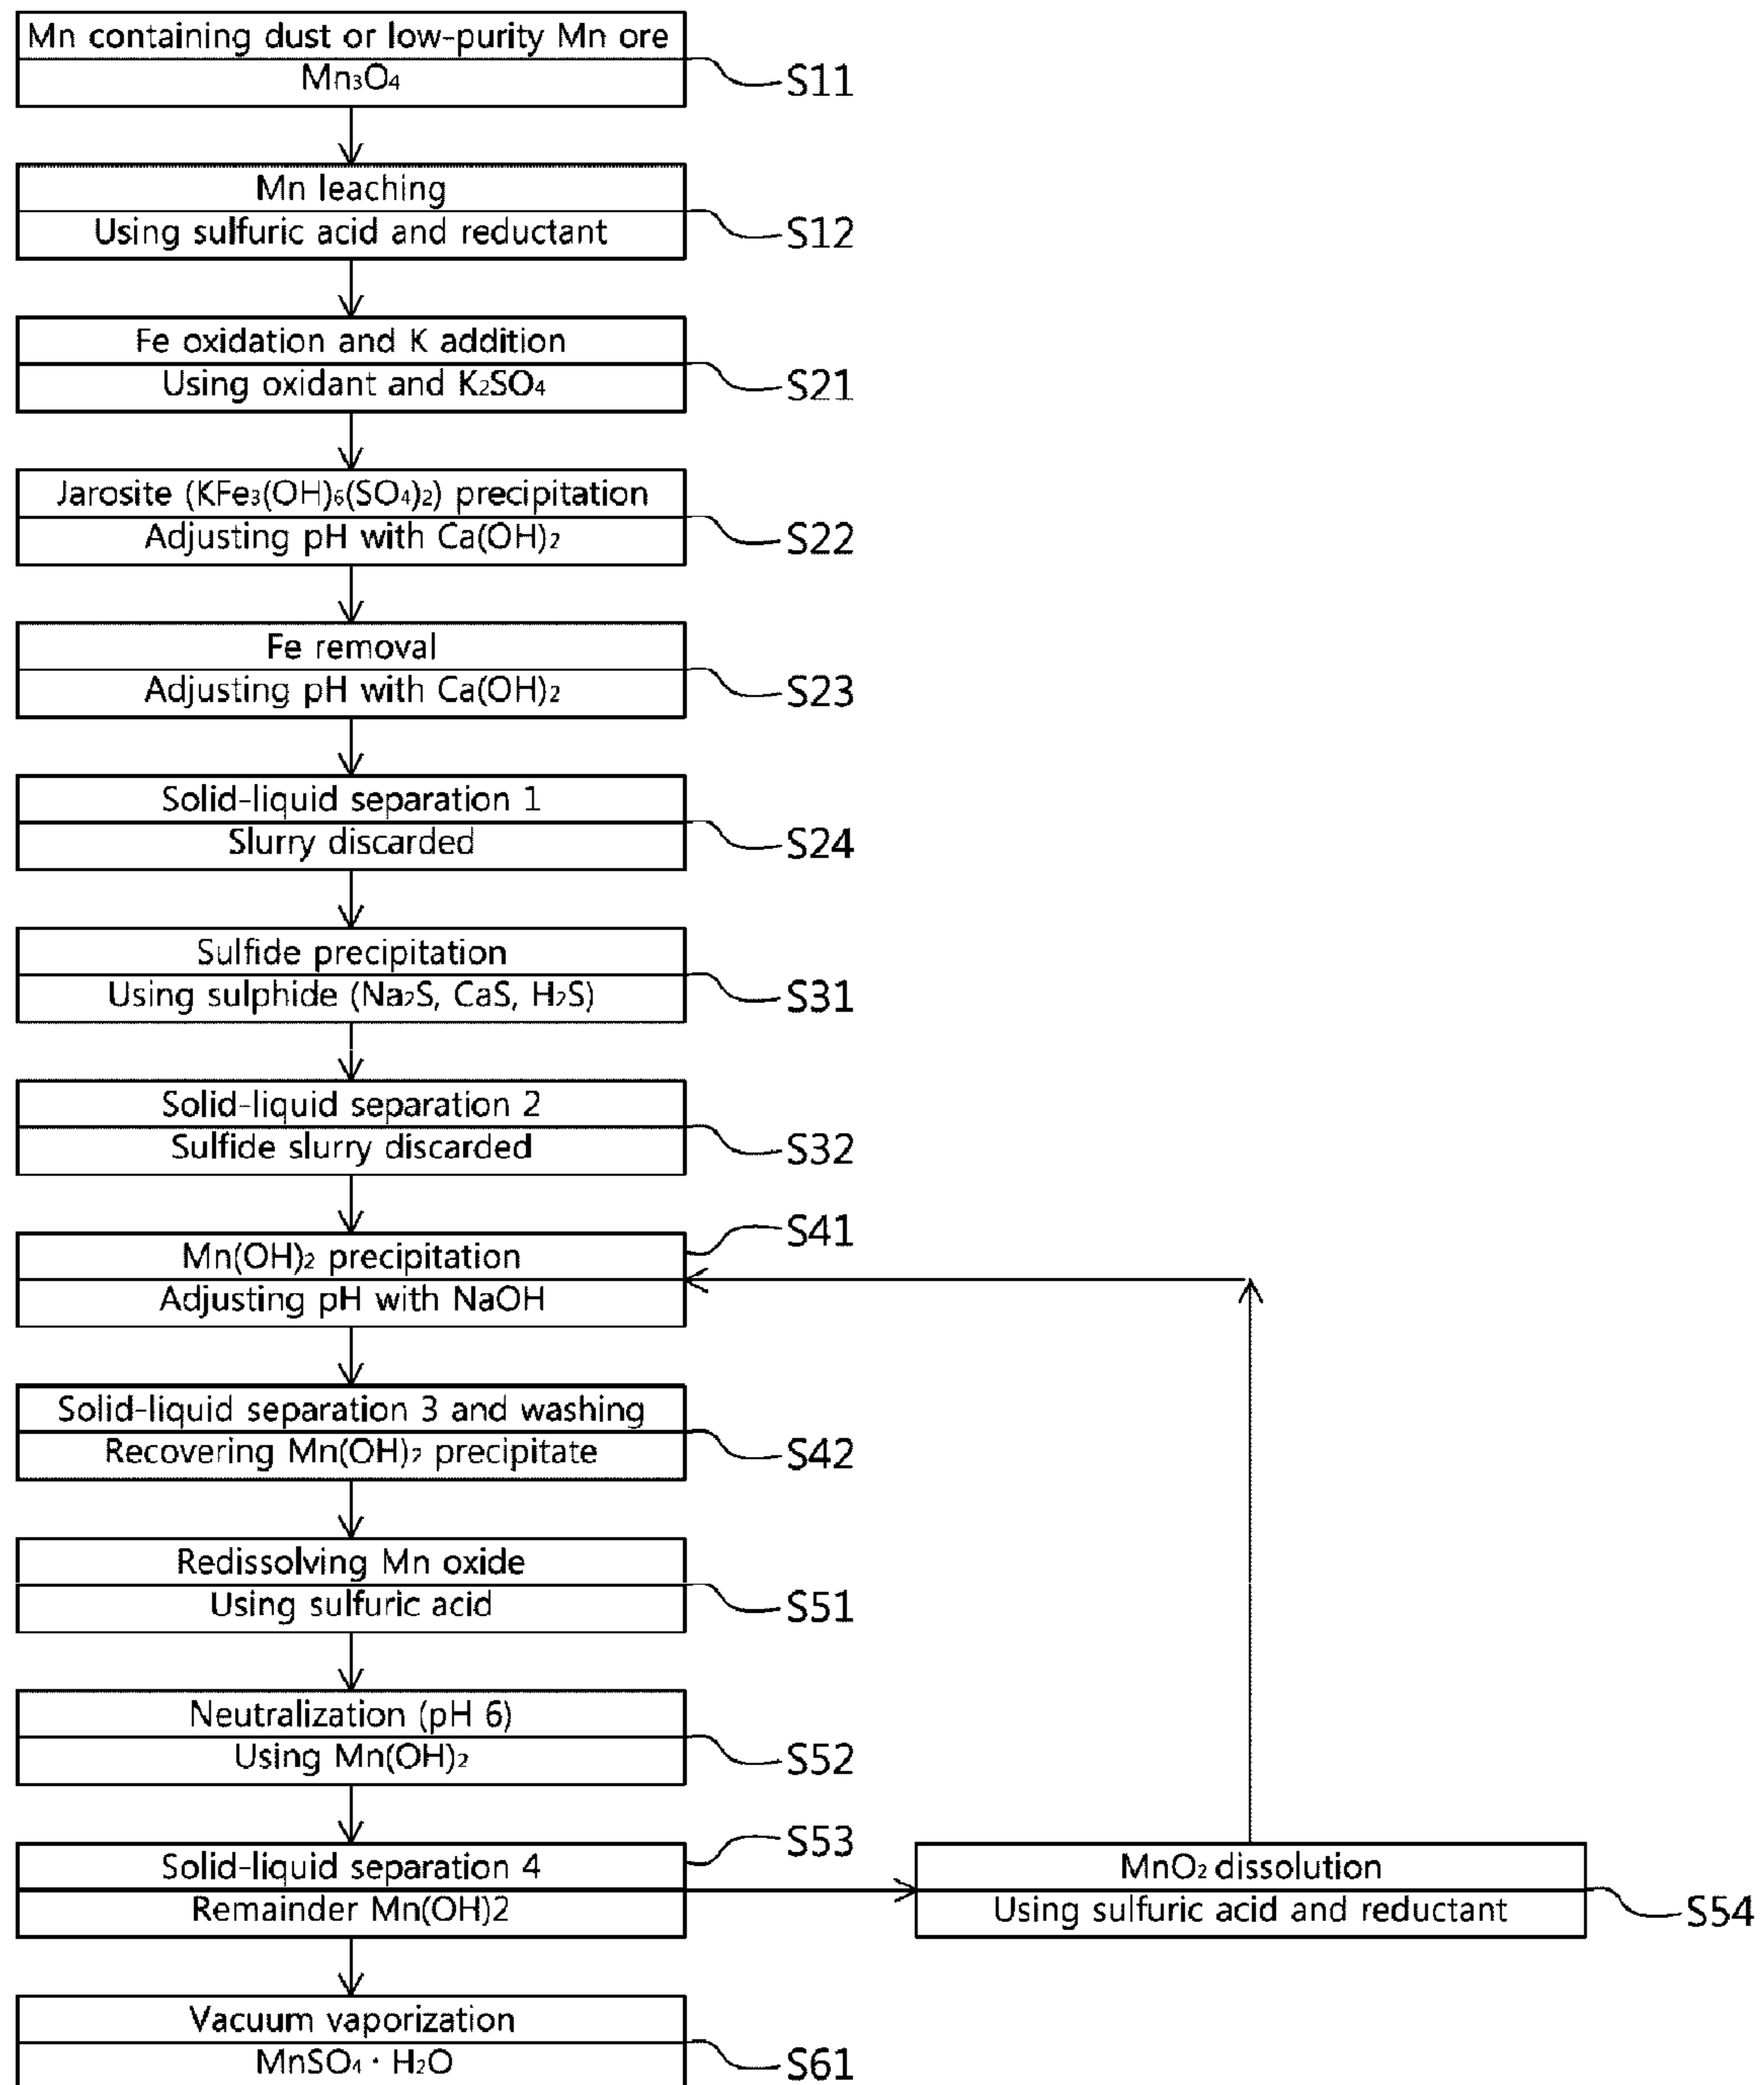 Mn containing dust or low-purity Mn ore
Mn₃O₄
S11
Mn leaching
Using sulfuric acid and reductant
S12
Fe oxidation and K addition
Using oxidant and K₂SO₄
S21
Jarosite (KFe₃(OH)₆(SO₄)₂) precipitation
Adjusting pH with Ca(OH)₂
S22
Fe removal
Adjusting pH with Ca(OH)₂
S23
Solid-liquid separation 1
Slurry discarded
S24
Sulfide precipitation
Using sulphide (Na₂S, CaS, H₂S)
S31
Solid-liquid separation 2
Sulfide slurry discarded
S32
Mn(OH)₂ precipitation
Adjusting pH with NaOH
S41
Solid-liquid separation 3 and washing
Recovering Mn(OH)₂ precipitate
S42
Redissolving Mn oxide
Using sulfuric acid
S51
Neutralization (pH 6)
Using Mn(OH)₂
S52
Solid-liquid separation 4
Remainder Mn(OH)2
S53
MnO₂ dissolution
Using sulfuric acid and reductant
S54
Vacuum vaporization
MnSO₄ · H₂O
S61